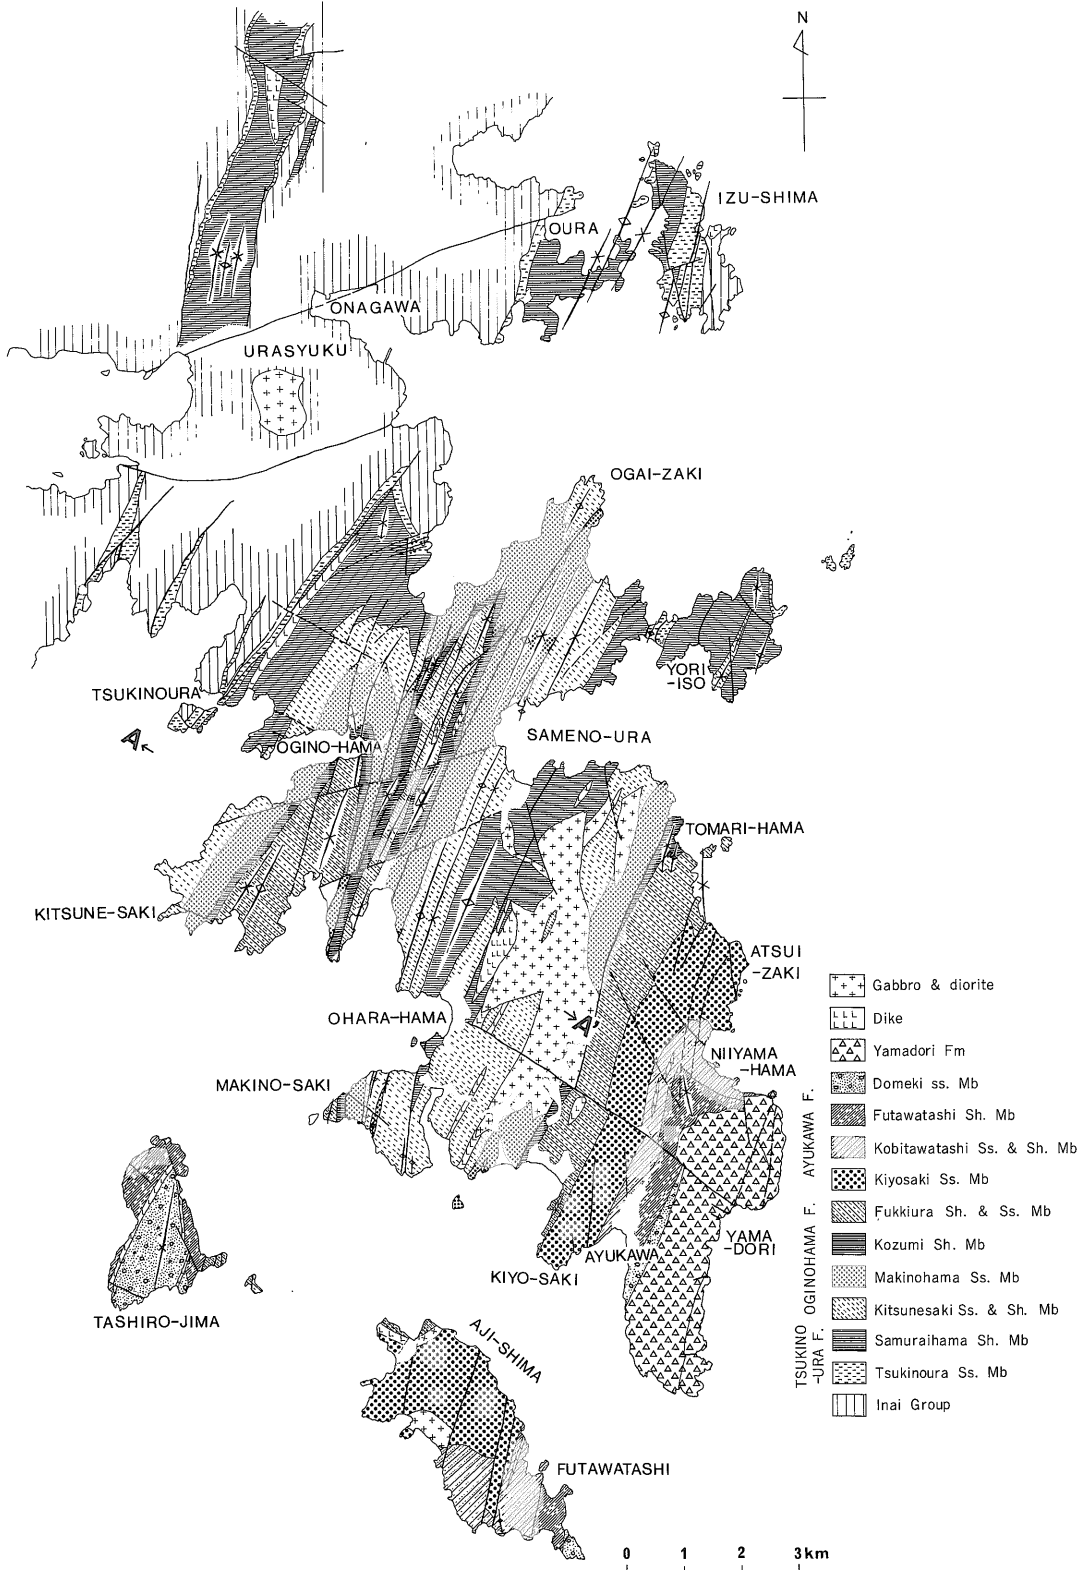 N
IZU-SHIMA
OURA
ONAGAWA
URASYUKU
OGAI-ZAKI
YORI
-ISO
TSUKINOURA
A
OGINO-HAMA
SAMENO-URA
TOMARI-HAMA
KITSUNE-SAKI
ATSUI
-ZAKI
OHARA-HAMA
A'
NIIYAMA
-HAMA
MAKINO-SAKI
YAMA
-DORI
AYUKAWA
KIYO-SAKI
TASHIRO-JIMA
AJI-SHIMA
FUTAWATASHI
Gabbro & diorite
Dike
Yamadori Fm
Domeki ss. Mb
Futawatashi Sh. Mb
Kobitawatashi Ss. & Sh. Mb
Kiyosaki Ss. Mb
Fukkiura Sh. & Ss. Mb
Kozumi Sh. Mb
Makinohama Ss. Mb
Kitsunesaki Ss. & Sh. Mb
Samuraihama Sh. Mb
Tsukinoura Ss. Mb
Inai Group
AYUKAWA F.
OGINOHAMA F.
TSUKINO
-URA F.
0 1 2 3km